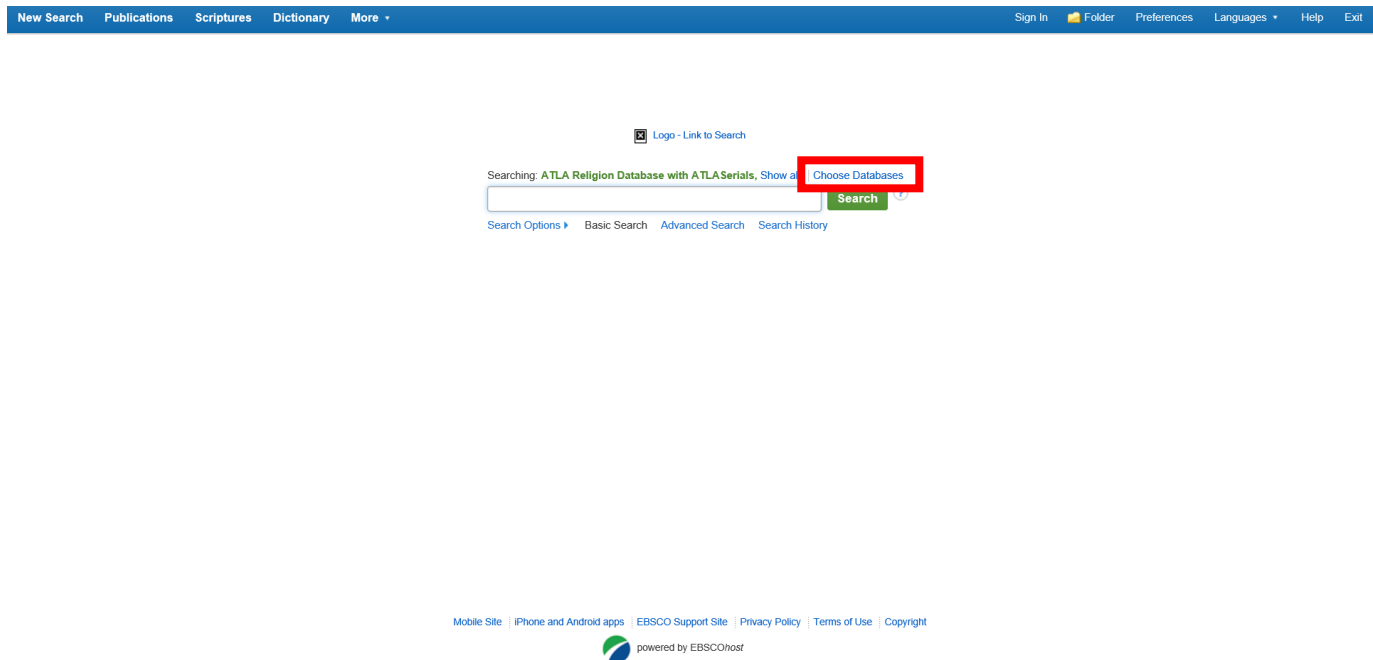 New Search Publications Scriptures Dictionary More Sign In Folder Preferences Languages Help Exit
Logo - Link to Search
Searching: ATLA Religion Database with ATLASerials, Show Choose Databases
Search ?
Search Options Basic Search Advanced Search Search History
Mobile Site iPhone and Android apps EBSCO Support Site Privacy Policy Terms of Use Copyright
powered by EBSCOhost